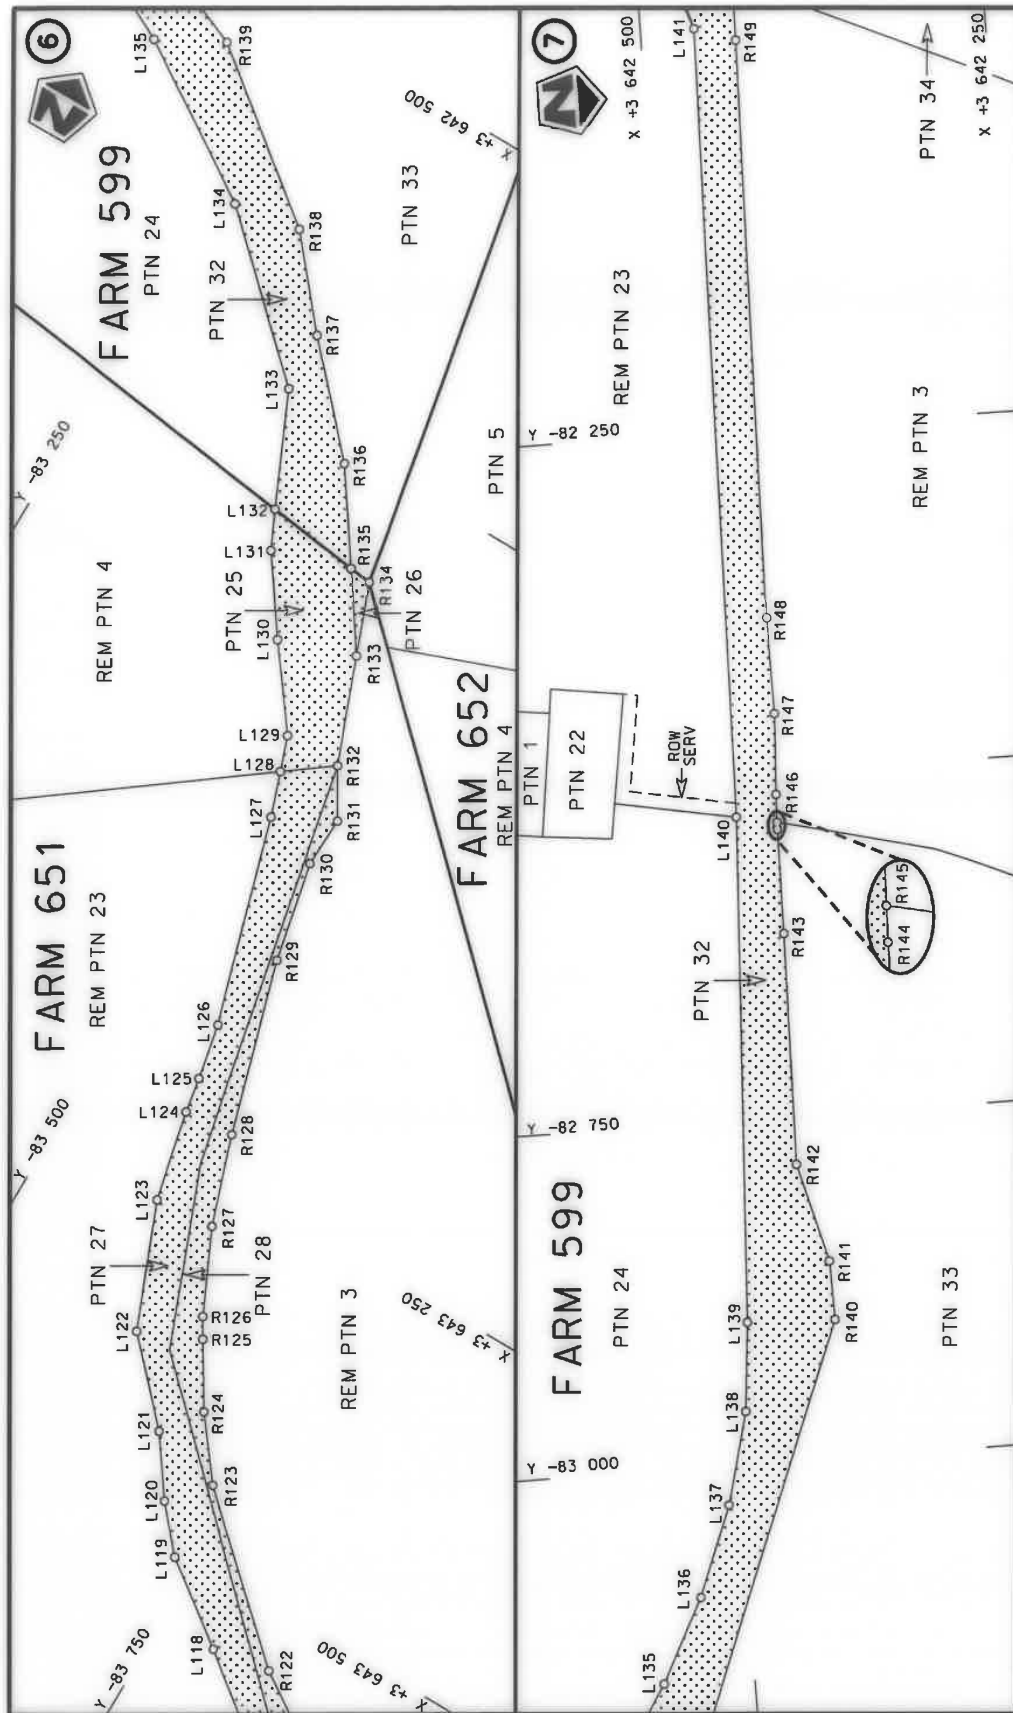 6
N
L135
R139
X +3 642 500
FARM 599
PTN 24
L134
R138
PTN 33
PTN 32
R137
L133
Y -83 250
R136
PTN 5
L132
L131
R135
R134
REM PTN 4
PTN 25
PTN 26
L130
R133
L129
L128
R132
FARM 652
REM PTN 4
L127
R131
R130
FARM 651
REM PTN 23
R129
L126
L125
L124
R128
Y -83 500
L123
R127
PTN 27
PTN 28
L122
R126
R125
X +3 643 250
REM PTN 3
R124
L121
R123
L120
L119
L118
R122
Y -83 750
X +3 643 500
7
N
L141
R149
X +3 642 500
PTN 34
X +3 642 250
REM PTN 23
Y -82 250
REM PTN 3
R148
R147
PTN 1
PTN 22
ROW
SERV
R146
L140
R145
R144
R143
PTN 32
Y -82 750
R142
FARM 599
PTN 24
R141
PTN 33
L139
R140
L138
Y -83 000
L137
L136
L135